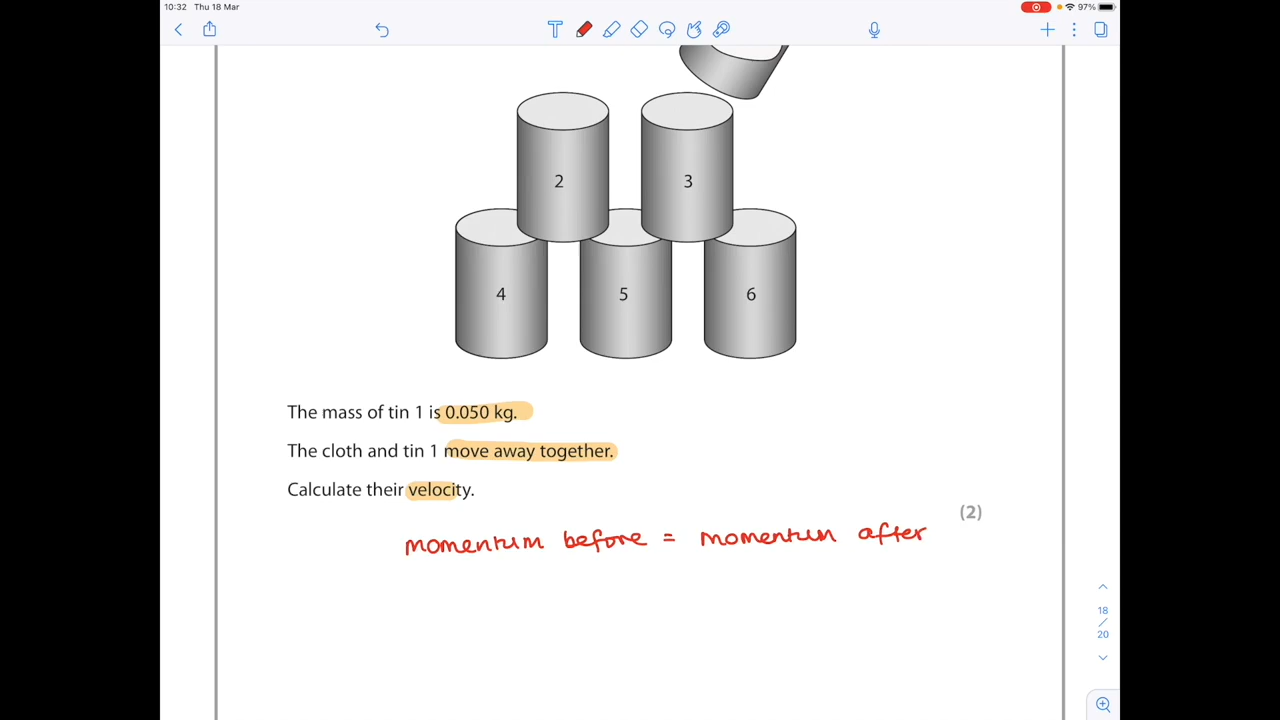 10:32 Thu 18 Mar
97%
2
3
4
5
6
The mass of tin 1 is 0.050 kg.
The cloth and tin 1 move away together.
Calculate their velocity.
(2)
momentum before = momentum after
18
/
20